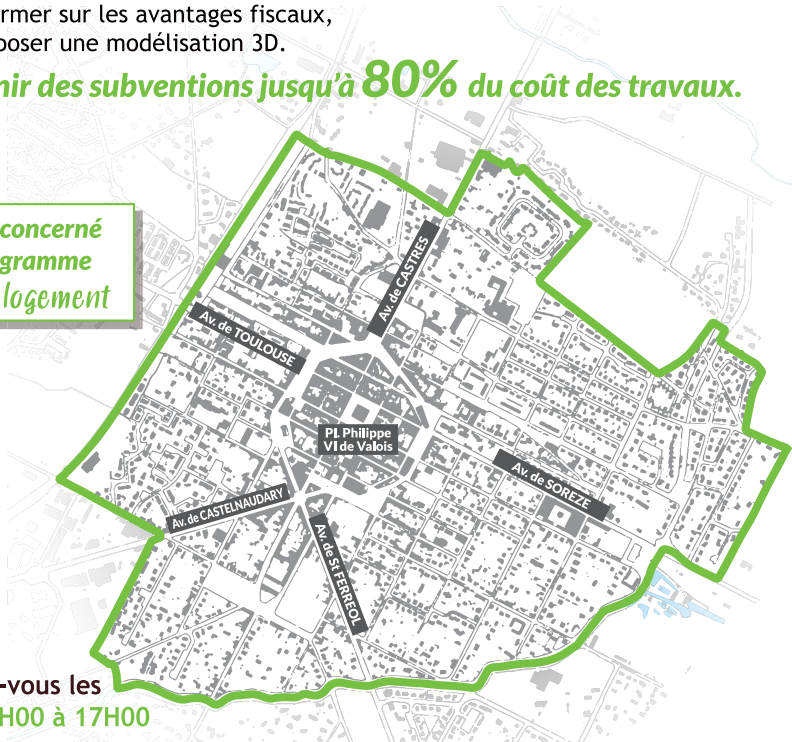 rmer sur les avantages fiscaux,
poser une modélisation 3D.
nir des subventions jusqu'à 80% du coût des travaux.
concerné
gramme
logement
Av. de CASTRES
Av. de TOULOUSE
Pl. Philippe
VI de Valois
Av. de SOREZE
Av. de CASTELNAUDARY
Av. de St FERREOL
-vous les
H00 à 17H00